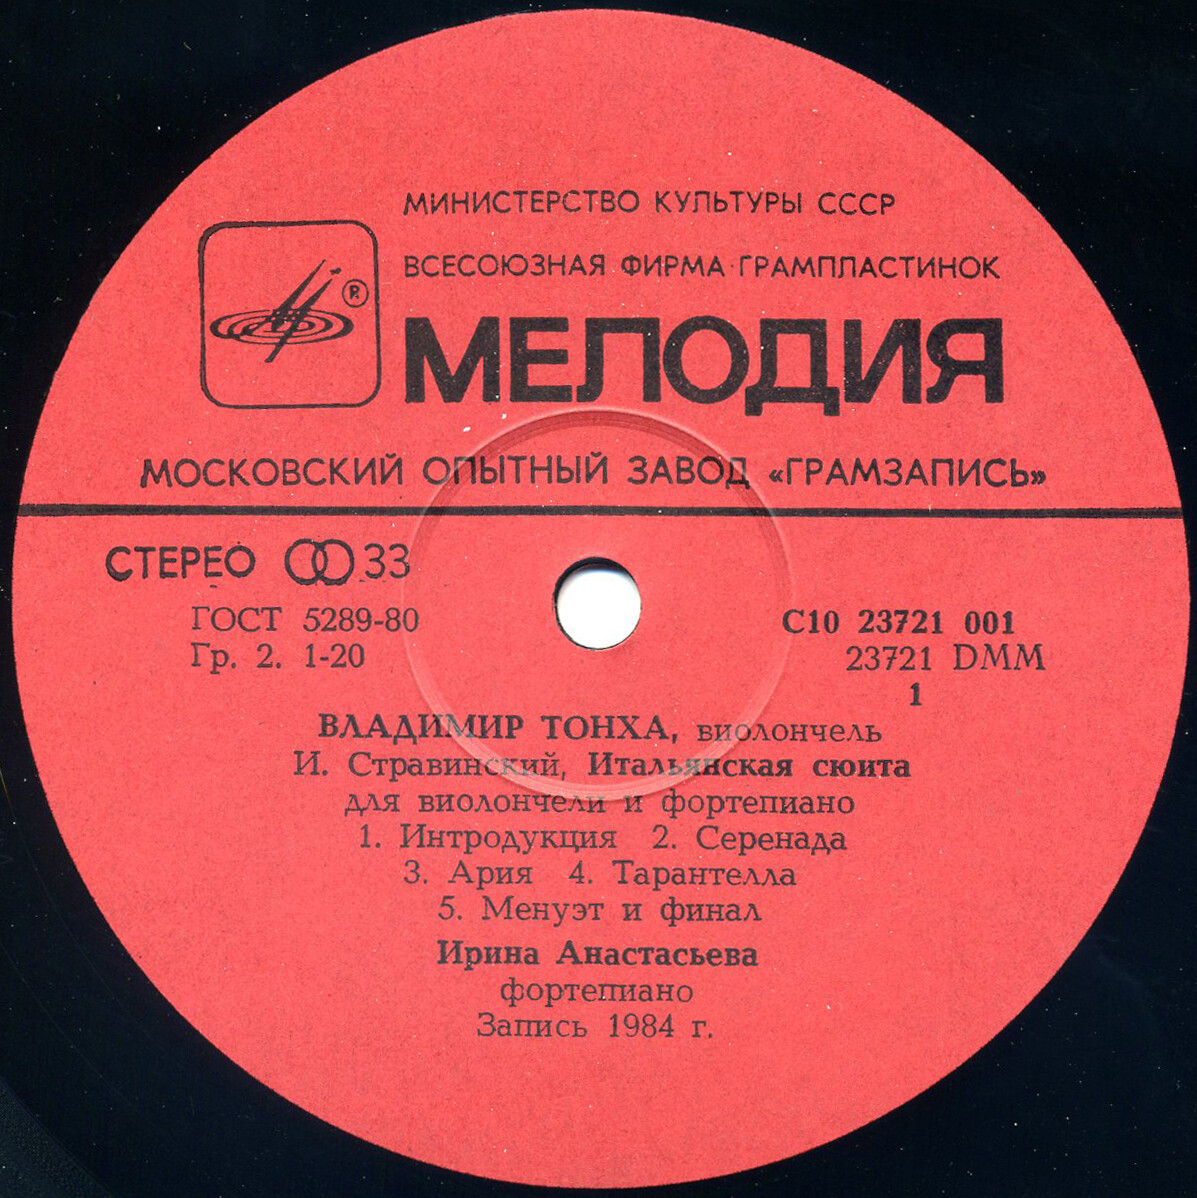 МИНИСТЕРСТВО КУЛЬТУРЫ СССР
ВСЕСОЮЗНАЯ ФИРМА·ГРАМПЛАСТИНОК
R
МЕЛОДИЯ
МОСКОВСКИЙ ОПЫТНЫЙ ЗАВОД «ГРАМЗАПИСЬ»
СТЕРЕО 33
ГОСТ 5289-80
Гр. 2. 1-20
С10 23721 001
23721 DMM
1
ВЛАДИМИР ТОНХА, виолончель
И. Стравинский, Итальянская сюита
для виолончели и фортепиано
1. Интродукция 2. Серенада
3. Ария 4. Тарантелла
5. Менуэт и финал
Ирина Анастасьева
фортепиано
Запись 1984 г.